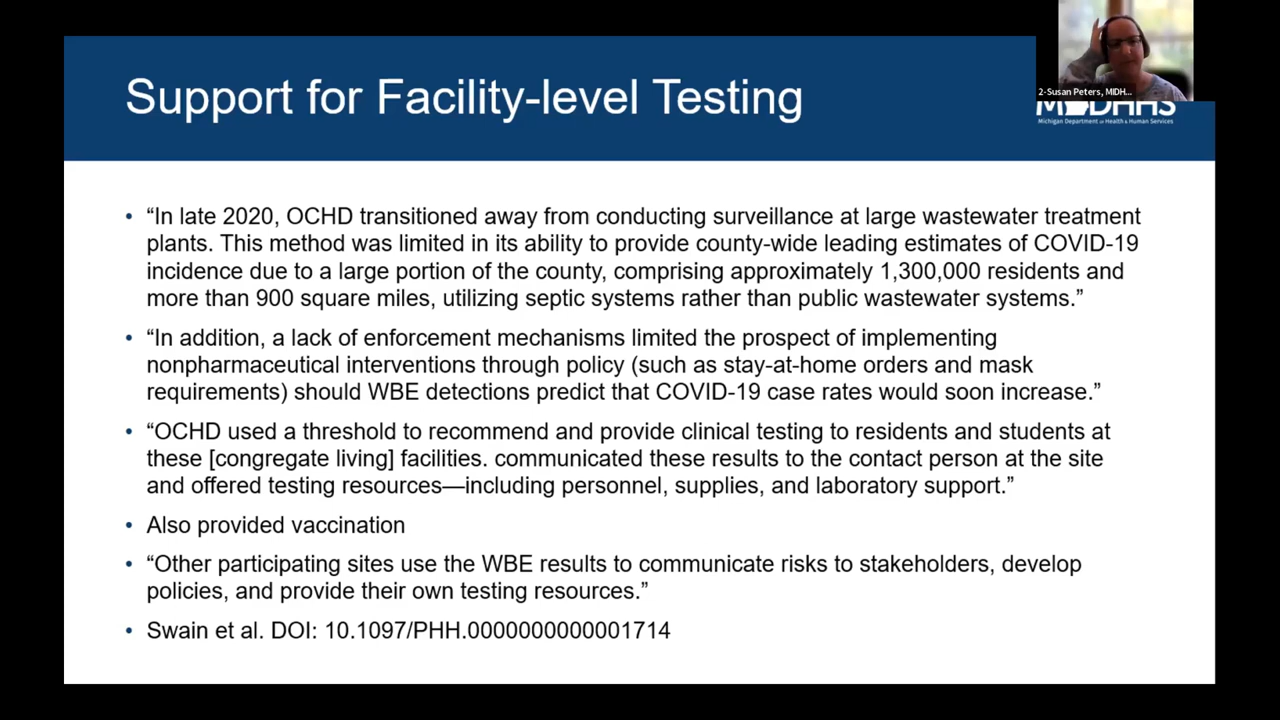 Support for Facility-level Testing
2-Susan Peters, MIDH...
MDHHS
Michigan Department of Health & Human Services
• “In late 2020, OCHD transitioned away from conducting surveillance at large wastewater treatment
plants. This method was limited in its ability to provide county-wide leading estimates of COVID-19
incidence due to a large portion of the county, comprising approximately 1,300,000 residents and
more than 900 square miles, utilizing septic systems rather than public wastewater systems.”
• “In addition, a lack of enforcement mechanisms limited the prospect of implementing
nonpharmaceutical interventions through policy (such as stay-at-home orders and mask
requirements) should WBE detections predict that COVID-19 case rates would soon increase.”
• “OCHD used a threshold to recommend and provide clinical testing to residents and students at
these [congregate living] facilities. communicated these results to the contact person at the site
and offered testing resources—including personnel, supplies, and laboratory support.”
• Also provided vaccination
• “Other participating sites use the WBE results to communicate risks to stakeholders, develop
policies, and provide their own testing resources.”
• Swain et al. DOI: 10.1097/PHH.0000000000001714